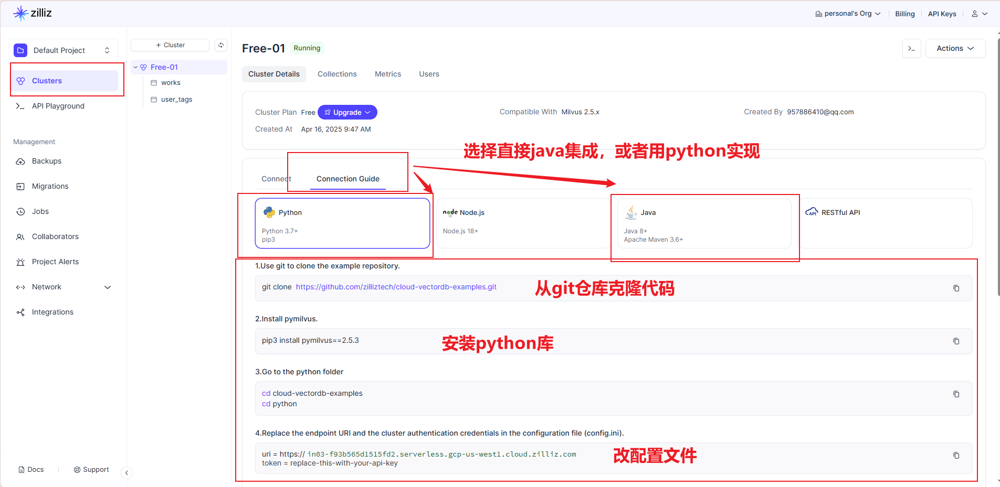 zilliz
personal's Org
Billing
API Keys
Default Project
Clusters
API Playground
Management
Backups
Migrations
Jobs
Collaborators
Project Alerts
Network
Integrations
Docs
Support
+ Cluster
Free-01
works
user_tags
Free-01 Running
>_
Actions
Cluster Details Collections Metrics Users
Cluster Plan Free Upgrade
Compatible With Milvus 2.5.x
Created By 957886410@qq.com
Created At Apr 16, 2025 9:47 AM
选择直接java集成，或者用python实现
Connect Connection Guide
Python
Python 3.7+
pip3
node Node.js
Node.js 18+
Java
Java 8+
Apache Maven 3.6+
API RESTful API
1.Use git to clone the example repository.
git clone https://github.com/zilliztech/cloud-vectordb-examples.git
从git仓库克隆代码
2.Install pymilvus.
pip3 install pymilvus==2.5.3
安装python库
3.Go to the python folder
cd cloud-vectordb-examples
cd python
4.Replace the endpoint URI and the cluster authentication credentials in the configuration file (config.ini).
uri = https:// in03-f93b565d1515fd2.serverless.gcp-us-west1.cloud.zilliz.com
token = replace-this-with-your-api-key
改配置文件